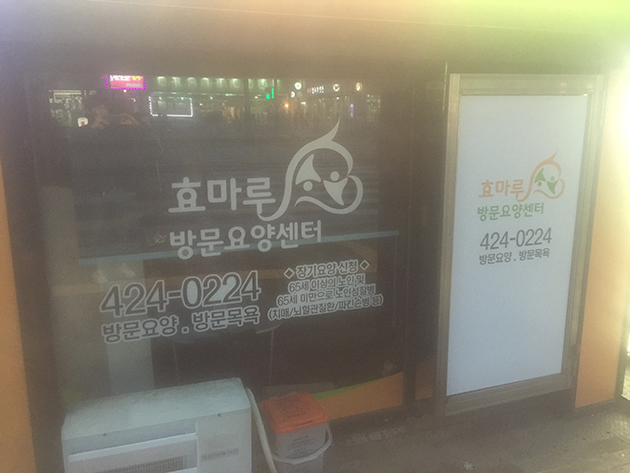 효마루
방문요양센터
424-0224
방문요양 . 방문목욕
◇ 장기요양 신청 ◇
65세 이상의 노인 및
65세 미만으로 노인성질병
(치매/뇌혈관질환/파킨슨병 등)
효마루
방문요양센터
424-0224
방문요양 . 방문목욕